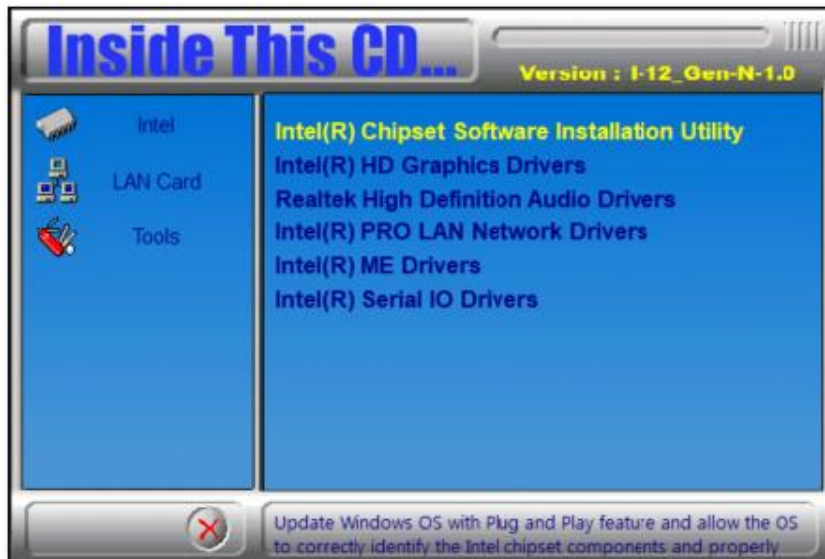 Inside This CD...
Version : I-12_Gen-N-1.0
Intel
LAN Card
Tools
Intel(R) Chipset Software Installation Utility
Intel(R) HD Graphics Drivers
Realtek High Definition Audio Drivers
Intel(R) PRO LAN Network Drivers
Intel(R) ME Drivers
Intel(R) Serial IO Drivers
Update Windows OS with Plug and Play feature and allow the OS
to correctly identify the Intel chipset components and properly